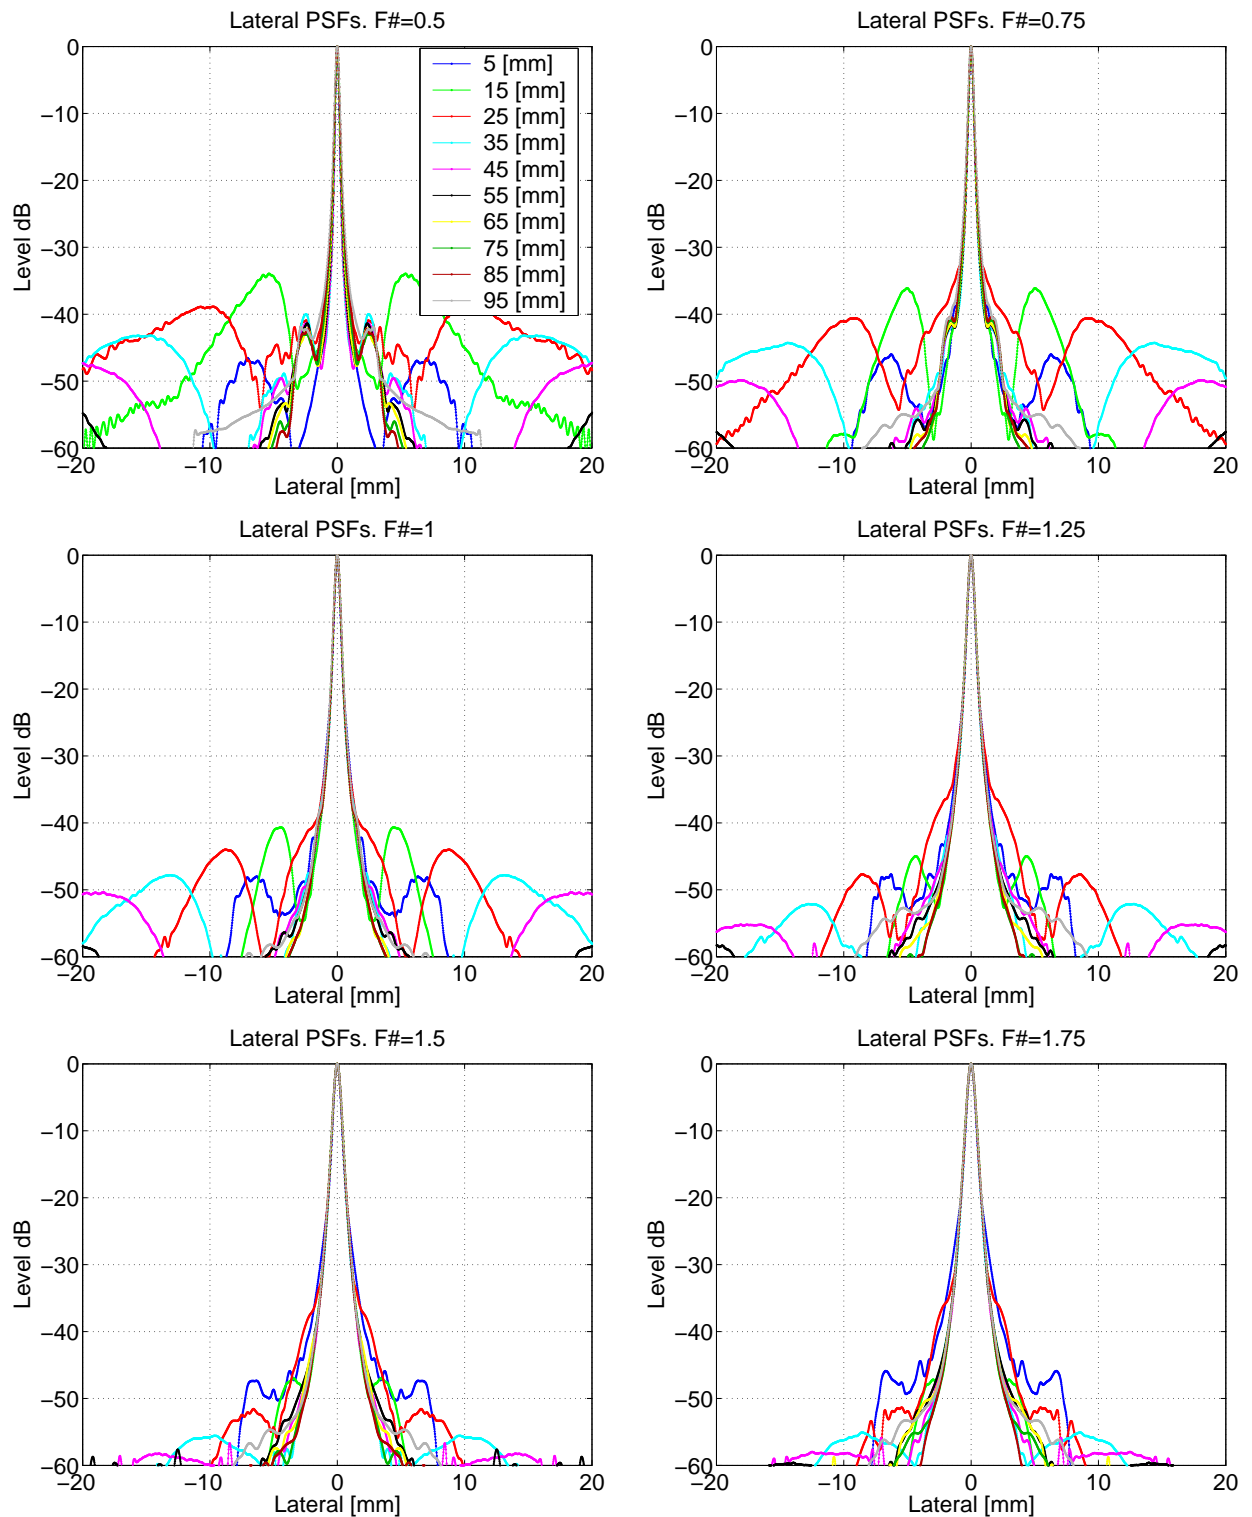 Lateral PSFs. F#=0.5
0
−10
−20
−30
−40
−50
−60
Level dB
5 [mm]
15 [mm]
25 [mm]
35 [mm]
45 [mm]
55 [mm]
65 [mm]
75 [mm]
85 [mm]
95 [mm]
−20 −10 0 10 20
Lateral [mm]
Lateral PSFs. F#=0.75
0
−10
−20
−30
−40
−50
−60
Level dB
−20 −10 0 10 20
Lateral [mm]
Lateral PSFs. F#=1
0
−10
−20
−30
−40
−50
−60
Level dB
−20 −10 0 10 20
Lateral [mm]
Lateral PSFs. F#=1.25
0
−10
−20
−30
−40
−50
−60
Level dB
−20 −10 0 10 20
Lateral [mm]
Lateral PSFs. F#=1.5
0
−10
−20
−30
−40
−50
−60
Level dB
−20 −10 0 10 20
Lateral [mm]
Lateral PSFs. F#=1.75
0
−10
−20
−30
−40
−50
−60
Level dB
−20 −10 0 10 20
Lateral [mm]